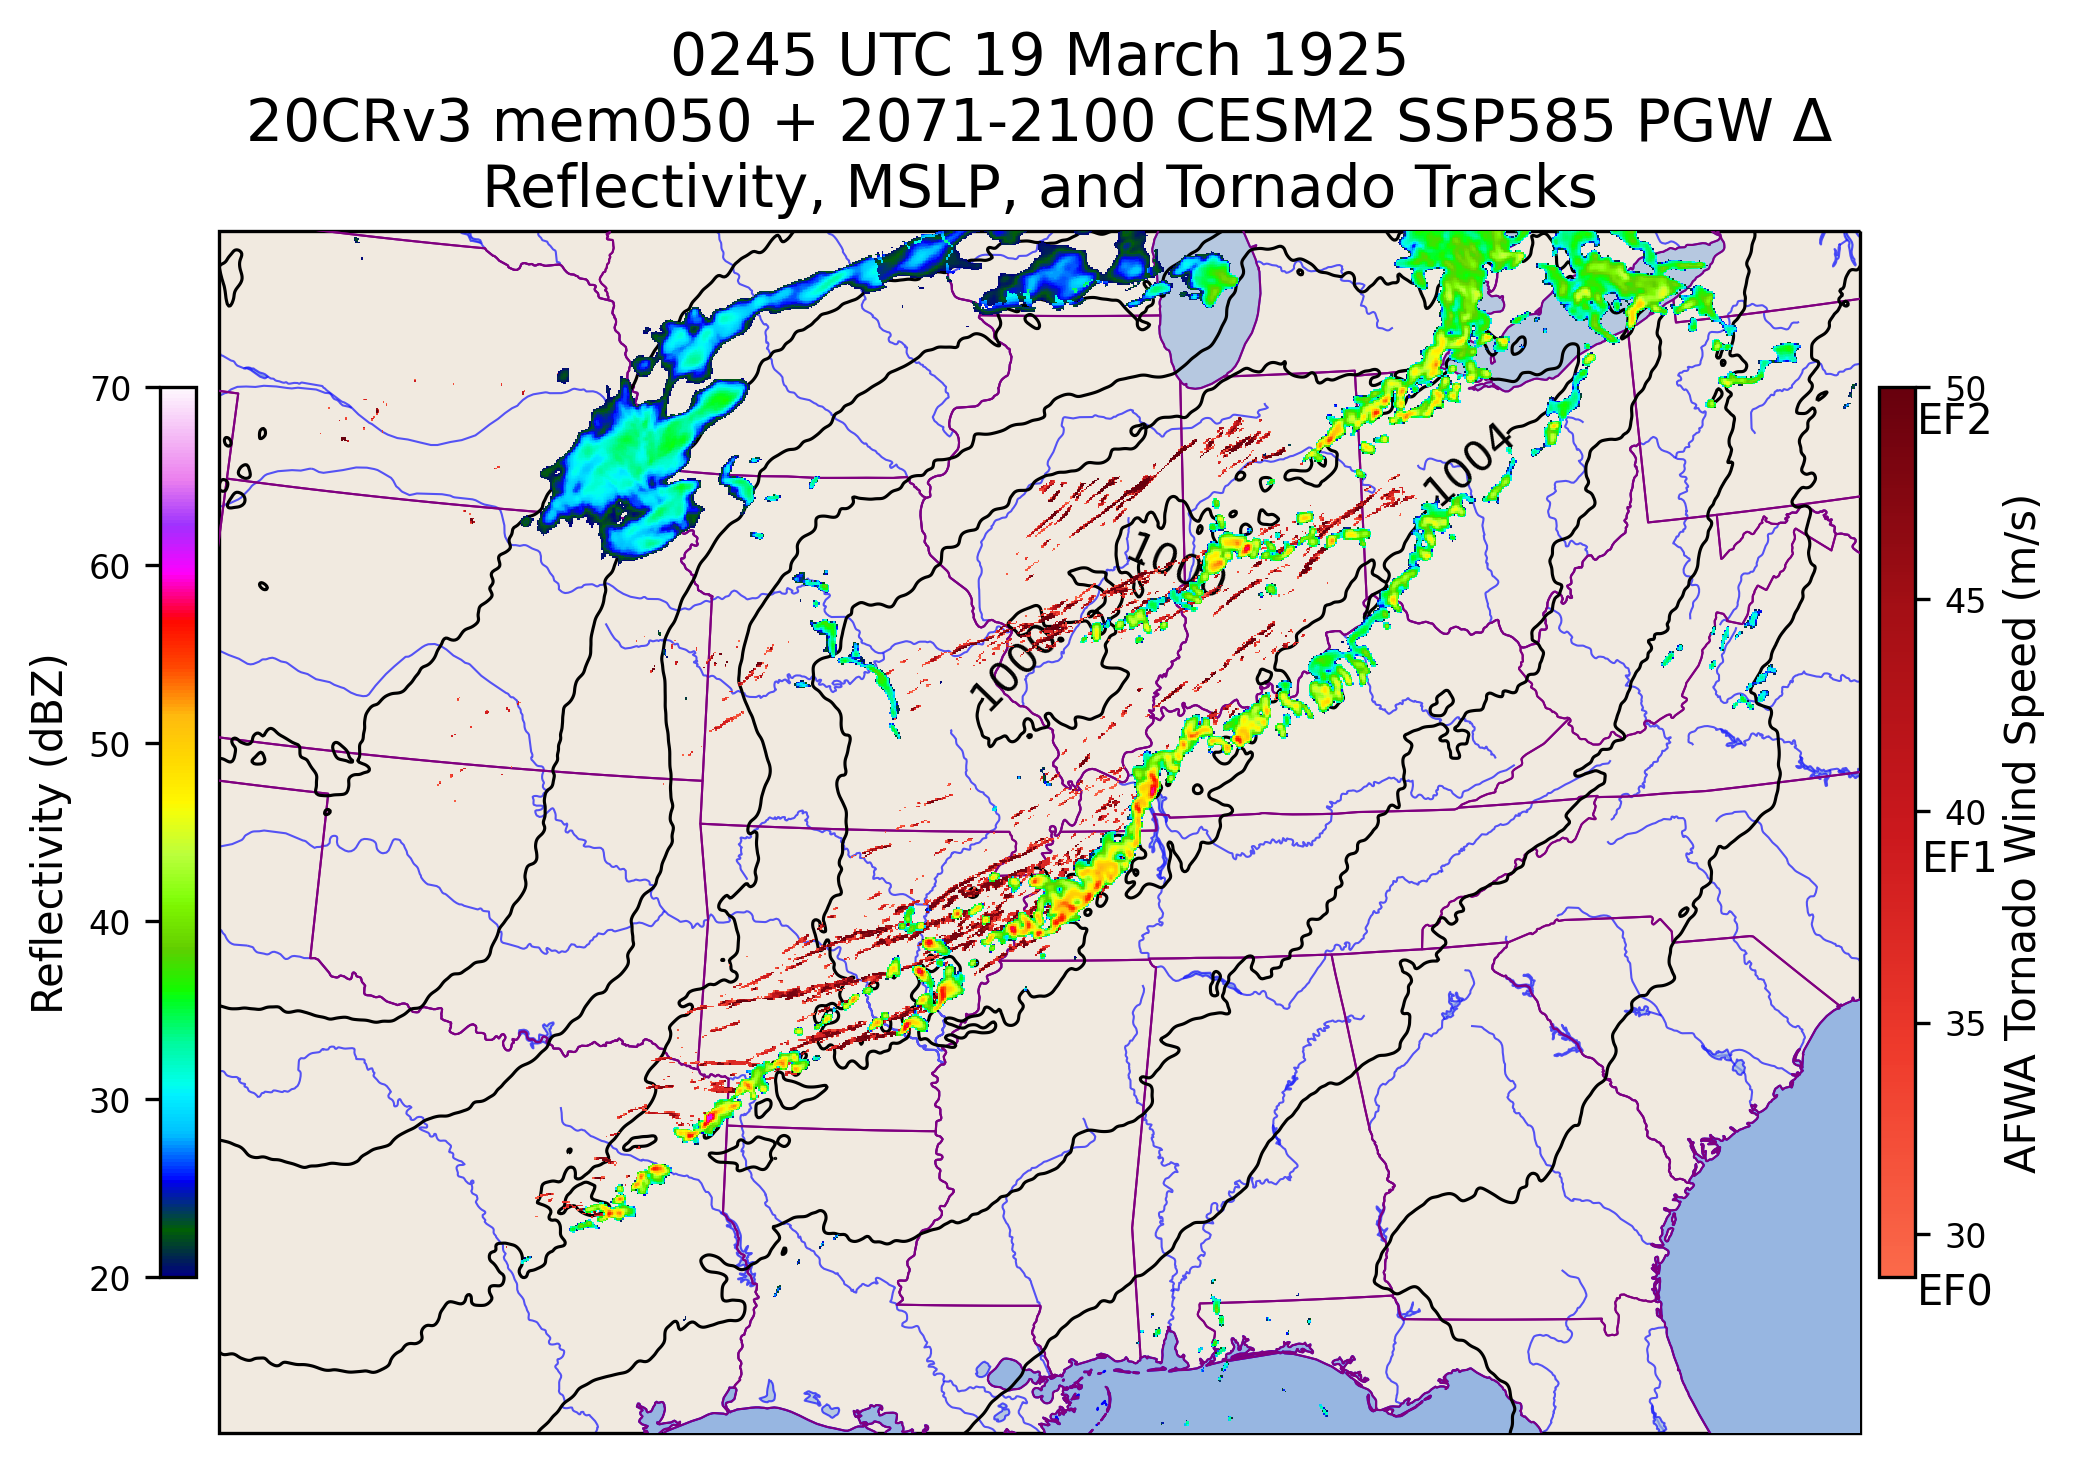 0245 UTC 19 March 1925
20CRv3 mem050 + 2071-2100 CESM2 SSP585 PGW Δ
Reflectivity, MSLP, and Tornado Tracks
70
60
50
40
30
20
Reflectivity (dBZ)
1004
1000
1000
50
EF2
45
40
EF1
35
30
EF0
AFWA Tornado Wind Speed (m/s)